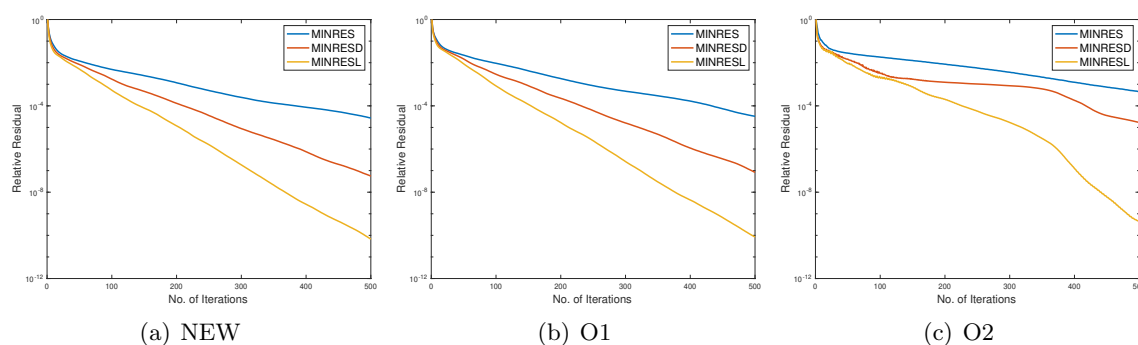 10^0
10^-4
10^-8
10^-12
Relative Residual
0 100 200 300 400 500
No. of Iterations
MINRES
MINRESD
MINRESL
(a) NEW
10^0
10^-4
10^-8
10^-12
Relative Residual
0 100 200 300 400 500
No. of Iterations
MINRES
MINRESD
MINRESL
(b) O1
10^0
10^-4
10^-8
10^-12
Relative Residual
0 100 200 300 400 500
No. of Iterations
MINRES
MINRESD
MINRESL
(c) O2